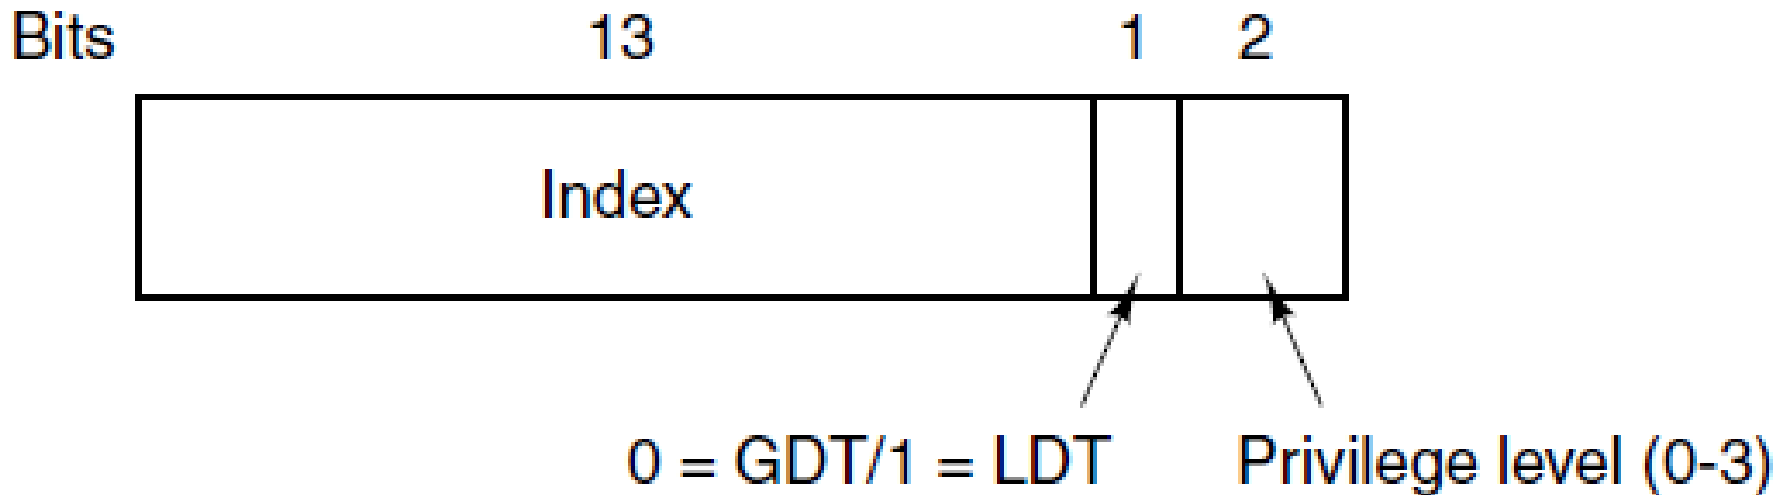 Bits 13 1 2
Index
0 = GDT/1 = LDT Privilege level (0-3)